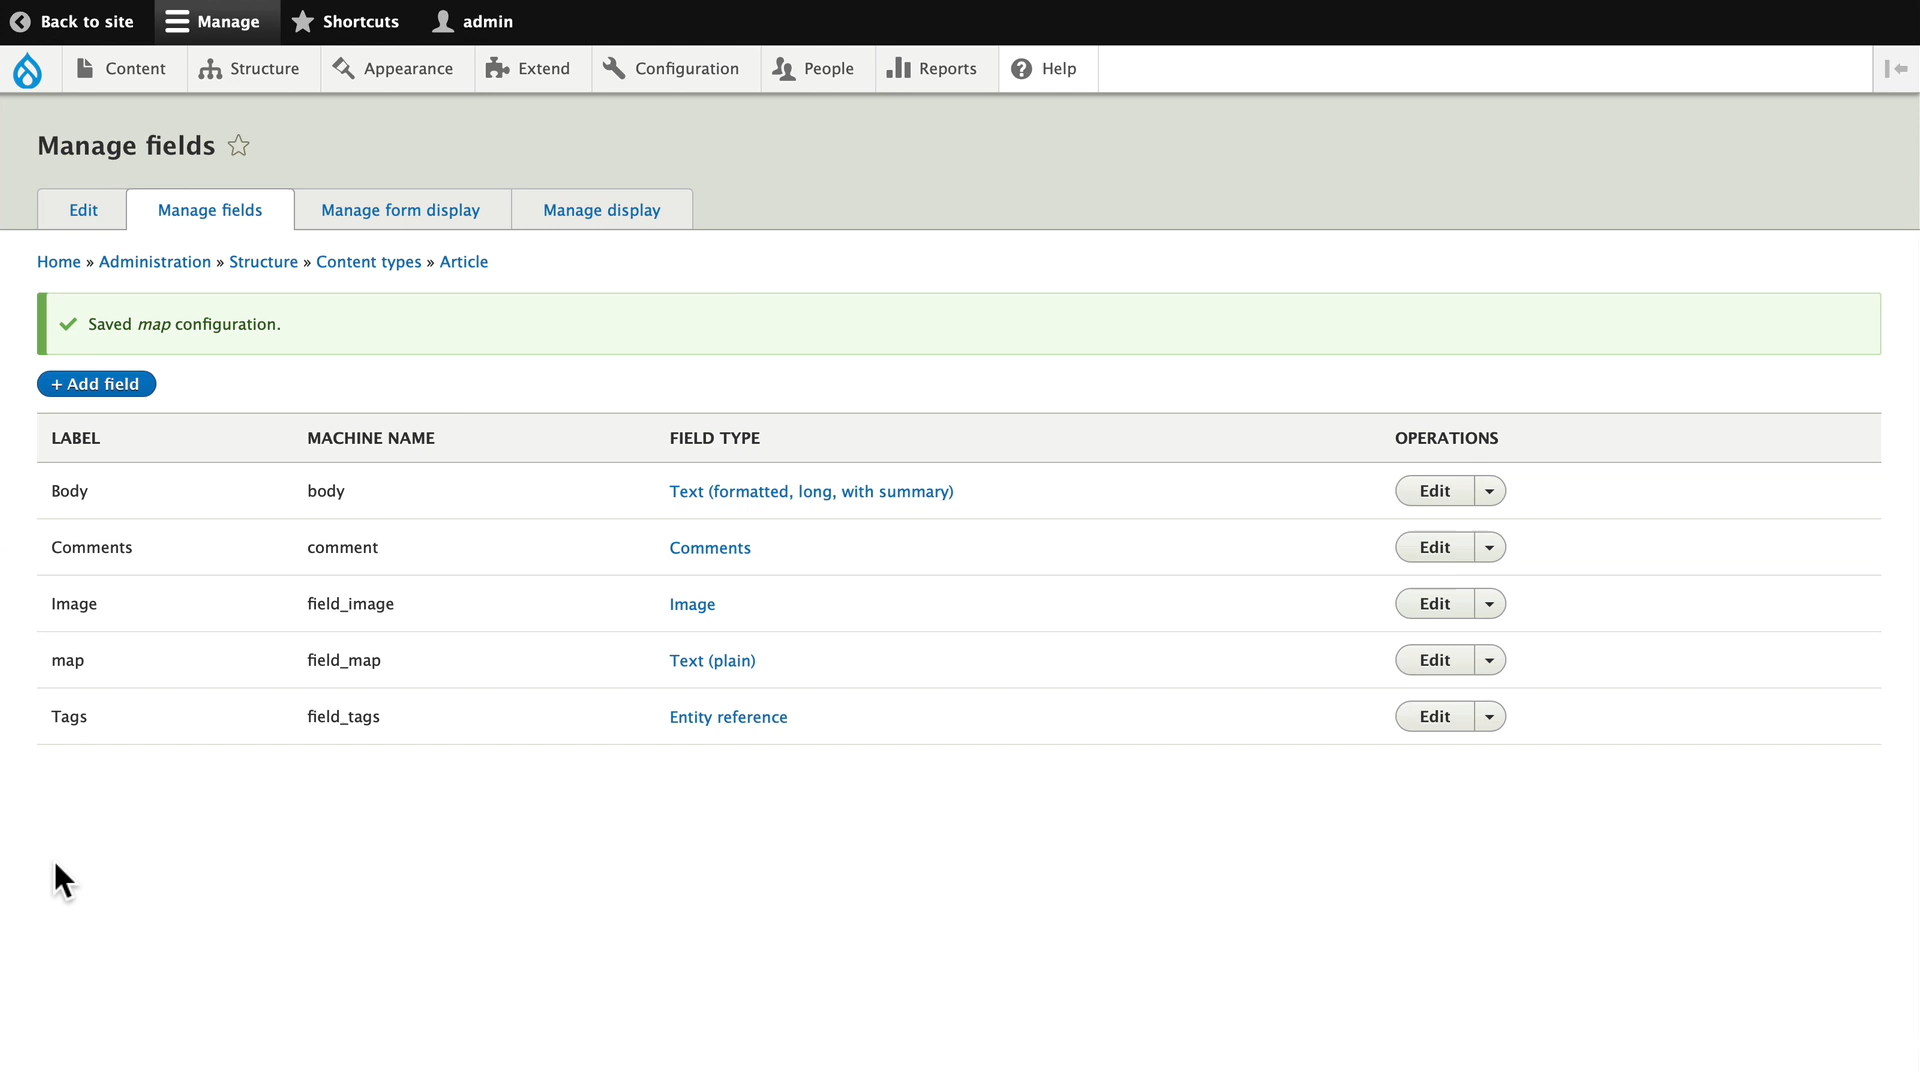 Back to site Manage Shortcuts admin
Content Structure Appearance Extend Configuration People Reports Help
Manage fields
Edit Manage fields Manage form display Manage display
Home » Administration » Structure » Content types » Article
Saved map configuration.
+ Add field
LABEL MACHINE NAME FIELD TYPE OPERATIONS
Body body Text (formatted, long, with summary) Edit
Comments comment Comments Edit
Image field_image Image Edit
map field_map Text (plain) Edit
Tags field_tags Entity reference Edit